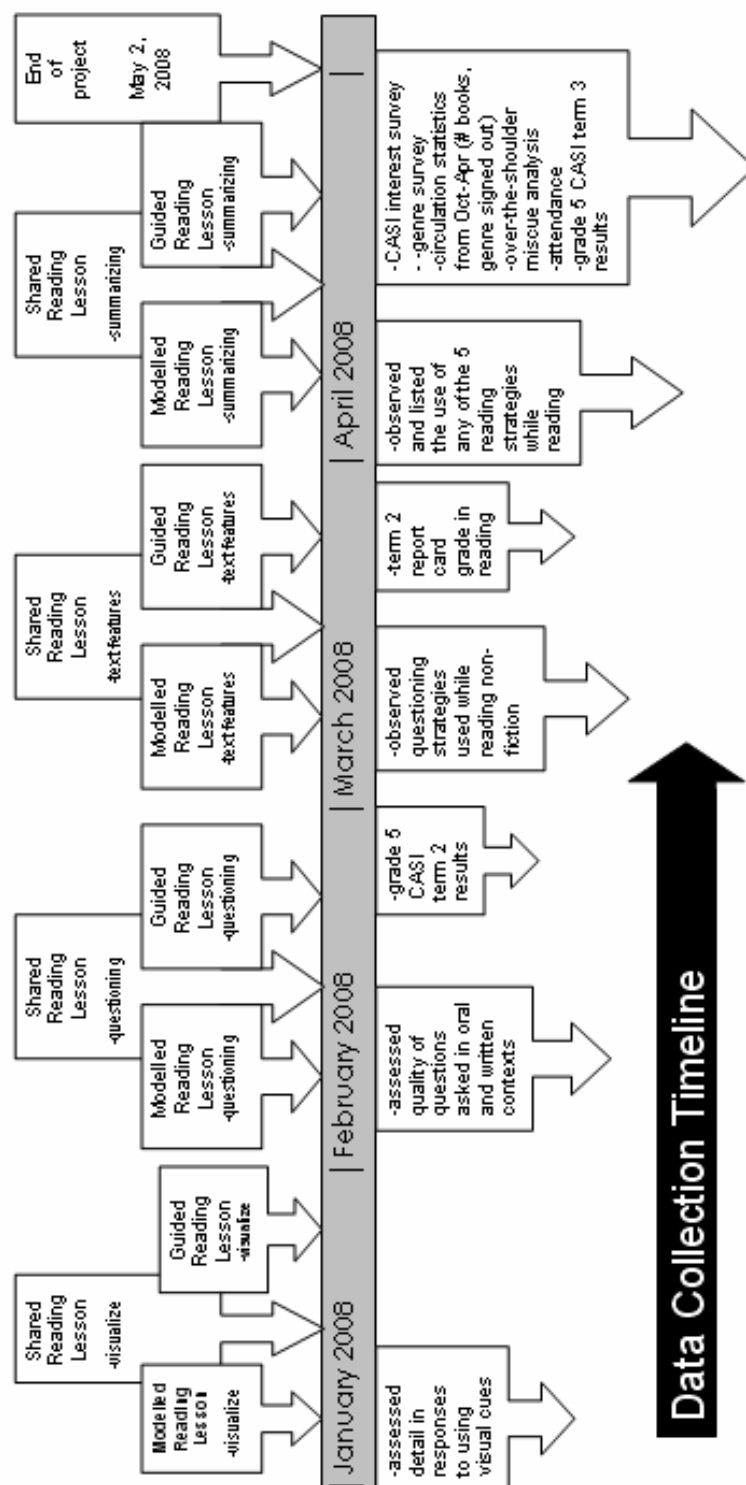 Shared
Reading
Lesson
-visualize
Modelled
Reading
Lesson
-visualize
Guided
Reading
Lesson
-visualize
Shared
Reading
Lesson
-questioning
Modelled
Reading
Lesson
-questioning
Guided
Reading
Lesson
-questioning
Shared
Reading
Lesson
-text features
Modelled
Reading
Lesson
-text features
Guided
Reading
Lesson
-text features
Shared
Reading
Lesson
-summarizing
Modelled
Reading
Lesson
-summarizing
Guided
Reading
Lesson
-summarizing
End
of
project
May 2,
2008
January 2008
February 2008
March 2008
April 2008
-assessed
detail in
responses
to using
visual cues
-assessed
quality of
questions
asked in oral
and written
contexts
-grade 5
CASI
term 2
results
-observed
questioning
strategies
used while
reading non-
fiction
-term 2
report
card
grade in
reading
-observed
and listed
the use of
any of the 5
reading
strategies
while
reading
-CASI interest survey
- -genre survey
-circulation statistics
from Oct-Apr (# books,
genre signed out)
-over-the-shoulder
miscue analysis
-attendance
-grade 5 CASI term 3
results
Data Collection Timeline